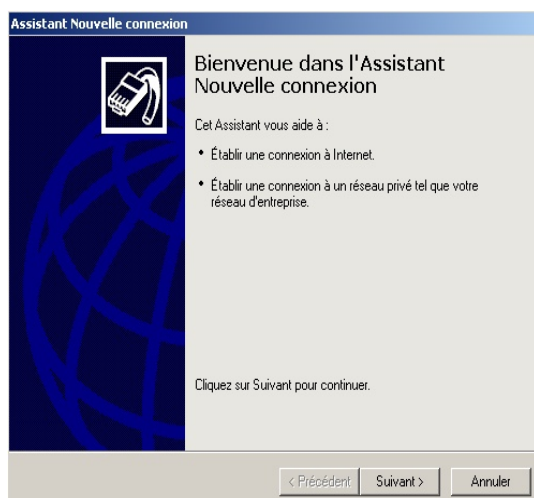 Assistant Nouvelle connexion
Bienvenue dans l'Assistant
Nouvelle connexion
Cet Assistant vous aide à :
• Établir une connexion à Internet.
• Établir une connexion à un réseau privé tel que votre
réseau d'entreprise.
Cliquez sur Suivant pour continuer.
< Précédent
Suivant >
Annuler